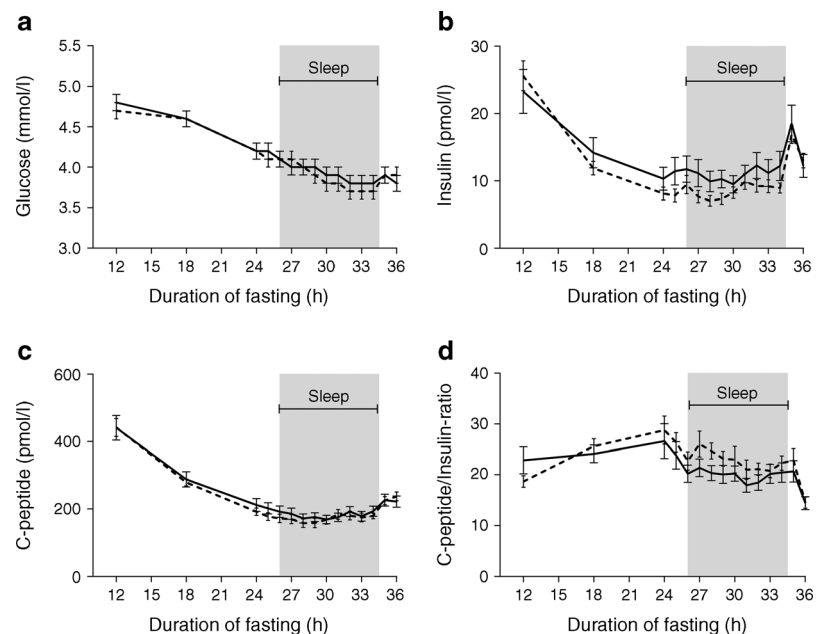 a
5.5
5.0
4.5
4.0
3.5
3.0
Glucose (mmol/l)
Sleep
12 15 18 21 24 27 30 33 36
Duration of fasting (h)
b
30
20
10
0
Insulin (pmol/l)
Sleep
12 15 18 21 24 27 30 33 36
Duration of fasting (h)
c
600
400
200
0
C-peptide (pmol/l)
Sleep
12 15 18 21 24 27 30 33 36
Duration of fasting (h)
d
40
30
20
10
0
C-peptide/Insulin-ratio
Sleep
12 15 18 21 24 27 30 33 36
Duration of fasting (h)